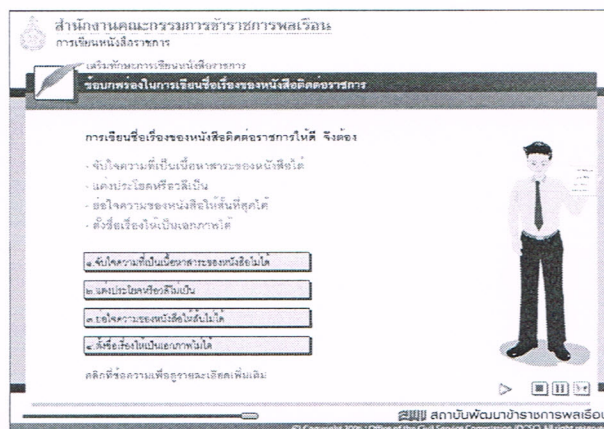 สำนักงานคณะกรรมการข้าราชการพลเรือน
การเขียนหนังสือราชการ
เสริมทักษะการเขียนหนังสือราชการ
ข้อบกพร่องในการเขียนชื่อเรื่องของหนังสือติดต่อราชการ
การเขียนชื่อเรื่องของหนังสือติดต่อราชการให้ดี จึงต้อง
- จับใจความที่เป็นเนื้อหาสาระของหนังสือได้
- แต่งประโยคหรือวลีเป็น
- ย่อใจความของหนังสือให้สั้นที่สุดได้
- ตั้งชื่อเรื่องให้เป็นเอกภาพได้
๑.จับใจความที่เป็นเนื้อหาสาระของหนังสือไม่ได้
๒.แต่งประโยคหรือวลีไม่เป็น
๓.ย่อใจความของหนังสือให้สั้นไม่ได้
๔.ตั้งชื่อเรื่องให้เป็นเอกภาพไม่ได้
คลิกที่ข้อความเพื่อดูรายละเอียดเพิ่มเติม
สถาบันพัฒนาข้าราชการพลเรือน
Office of the Civil Service Commission (OCSC) All right reserved